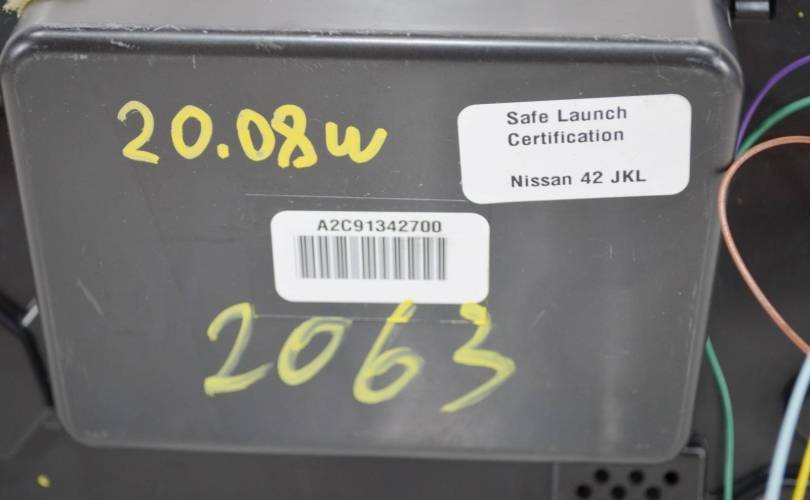 20.08w
Safe Launch
Certification
Nissan 42 JKL
A2C91342700
2063